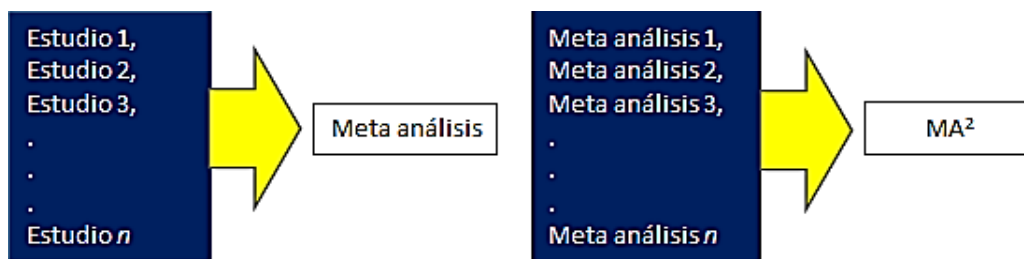 Estudio 1,
Estudio 2,
Estudio 3,
.
.
.
Estudio n
Meta análisis
Meta análisis 1,
Meta análisis 2,
Meta análisis 3,
.
.
.
Meta análisis n
MA²